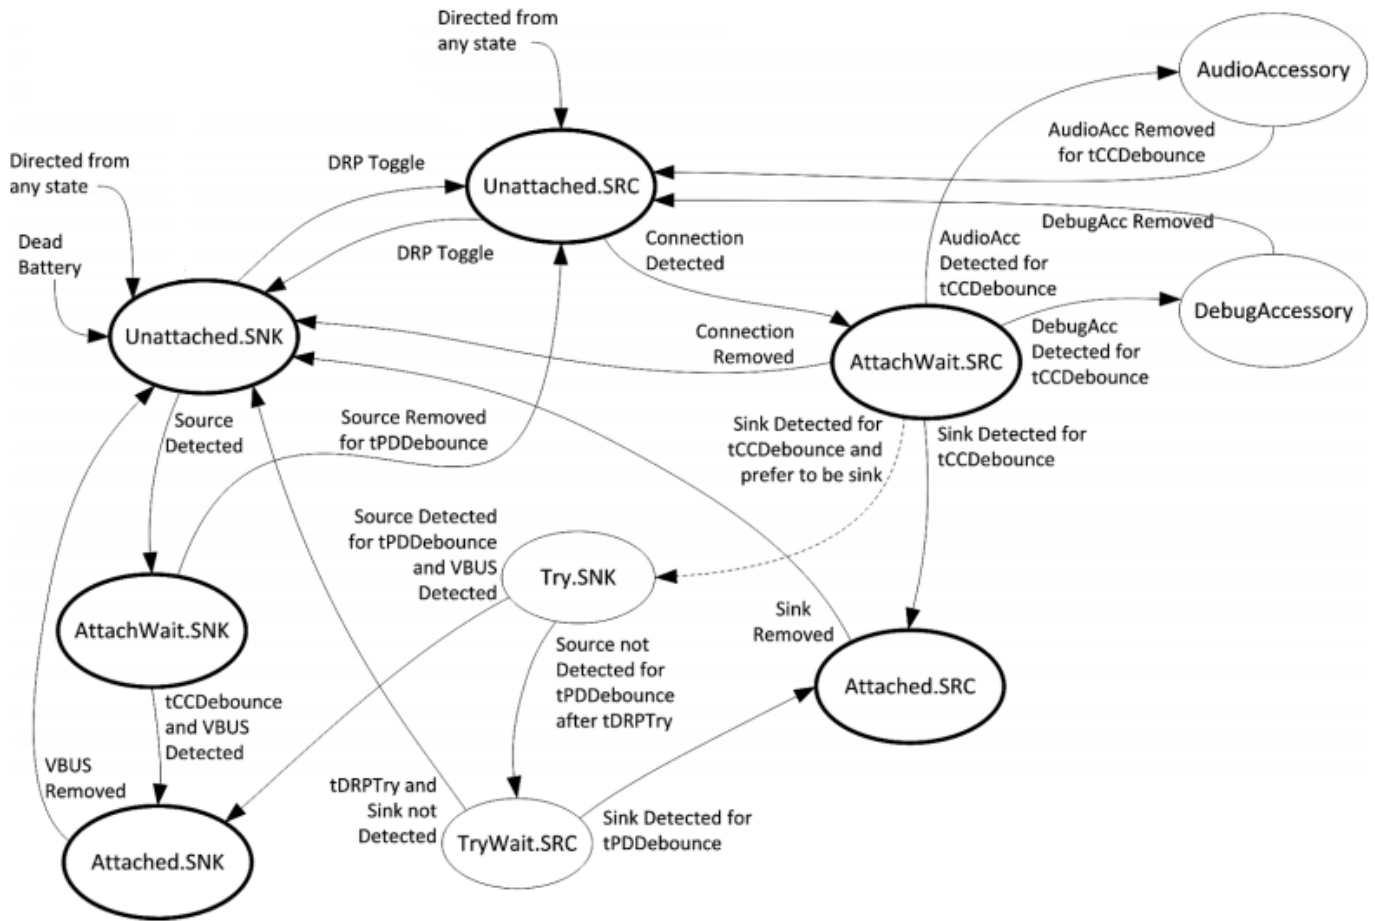 Directed from
any state
AudioAccessory
AudioAcc Removed
for tCCDebounce
Directed from
any state
DRP Toggle
Unattached.SRC
DebugAcc Removed
Dead
Battery
DRP Toggle
Connection
Detected
AudioAcc
Detected for
tCCDebounce
DebugAccessory
Unattached.SNK
Connection
Removed
AttachWait.SRC
DebugAcc
Detected for
tCCDebounce
Source
Detected
Source Removed
for tPDDebounce
Sink Detected for
tCCDebounce and
prefer to be sink
Sink Detected for
tCCDebounce
Source Detected
for tPDDebounce
and VBUS
Detected
Try.SNK
AttachWait.SNK
Sink
Removed
Source not
Detected for
tPDDebounce
after tDRPTry
Attached.SRC
tCCDebounce
and VBUS
Detected
VBUS
Removed
tDRPTry and
Sink not
Detected
TryWait.SRC
Sink Detected for
tPDDebounce
Attached.SNK